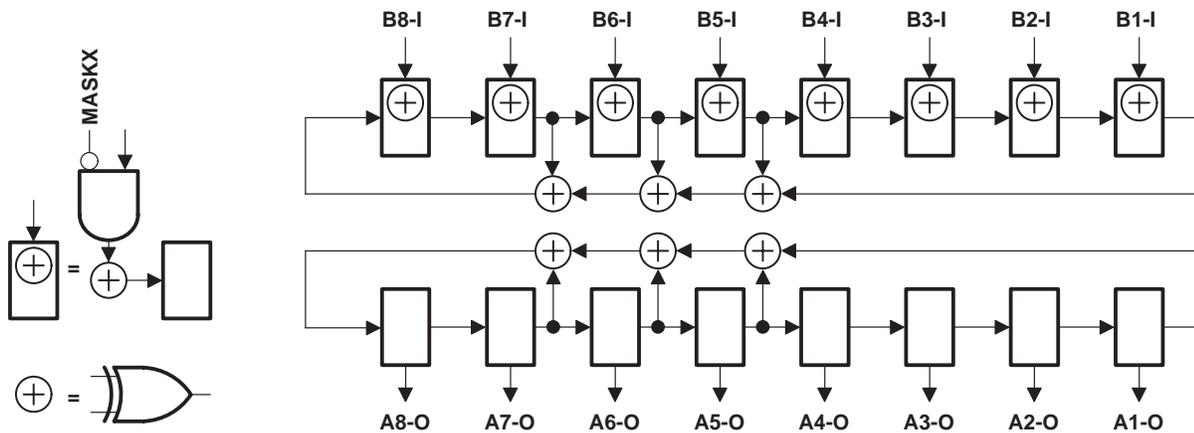 B8-I B7-I B6-I B5-I B4-I B3-I B2-I B1-I
MASKX
=
=
A8-O A7-O A6-O A5-O A4-O A3-O A2-O A1-O